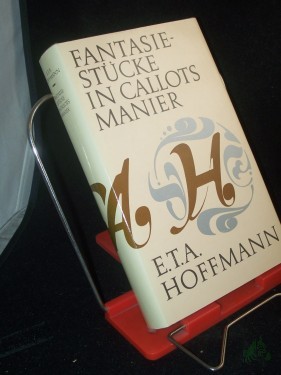 FANTASIE-
STÜCKE
IN CALLOTS
MANIER
A H
E.T.A.
HOFFMANN